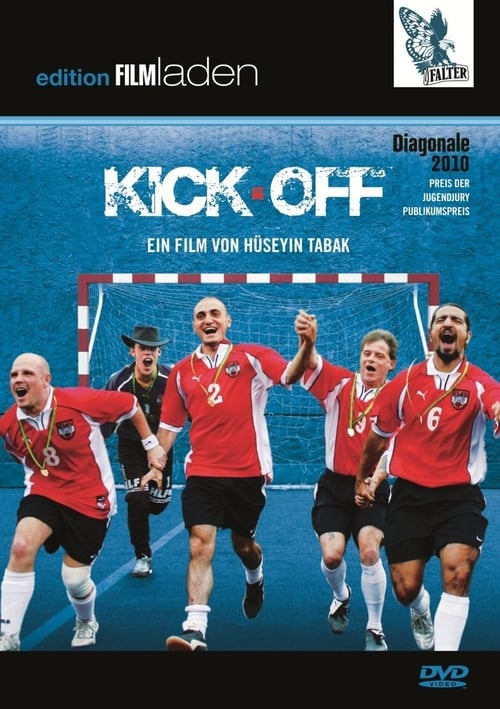 edition FILMladen
FALTER
Diagonale
2010
PREIS DER
JUGENDJURY
PUBLIKUMSPREIS
KICK·OFF
EIN FILM VON HÜSEYIN TABAK
8
2
9
6
HLF
DVD
VIDEO